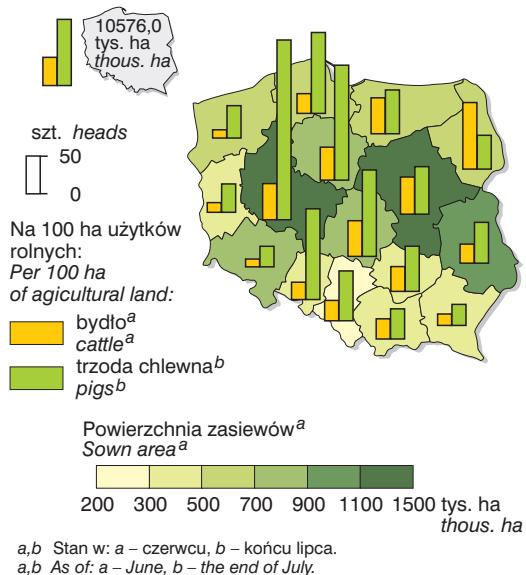 10576,0
tys. ha
thous. ha
szt. heads
50
0
Na 100 ha użytków
rolnych:
Per 100 ha
of agicultural land:
bydło a
cattle a
trzoda chlewna b
pigs b
Powierzchnia zasiewów a
Sown area a
200 300 500 700 900 1100 1500 tys. ha
thous. ha
a,b Stan w: a – czerwcu, b – końcu lipca.
a,b As of: a – June, b – the end of July.